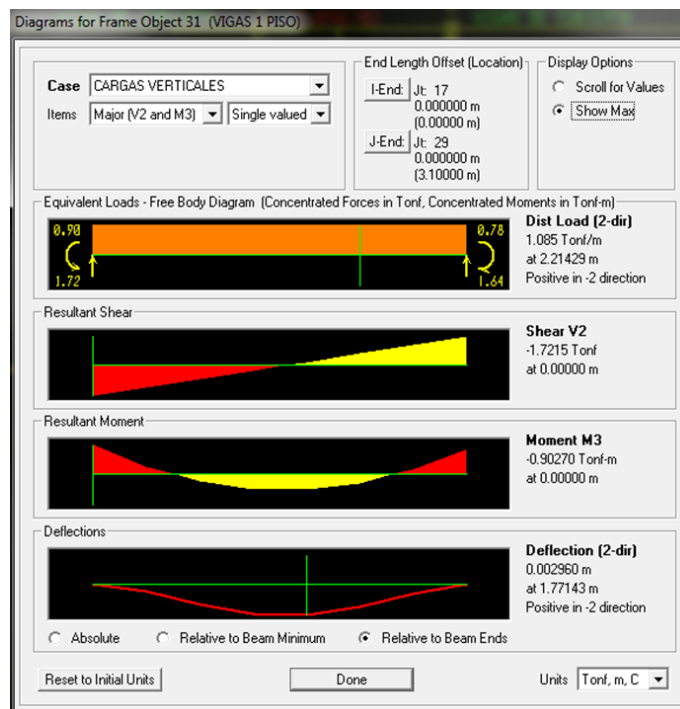 Diagrams for Frame Object 31 (VIGAS 1 PISO)
Case CARGAS VERTICALES
Items Major (V2 and M3) Single valued
End Length Offset (Location)
I-End: Jt: 17
0.000000 m
(0.00000 m)
J-End: Jt: 29
0.000000 m
(3.10000 m)
Display Options
Scroll for Values
Show Max
Equivalent Loads - Free Body Diagram (Concentrated Forces in Tonf, Concentrated Moments in Tonf-m)
0.90
0.78
1.72
1.64
Dist Load (2-dir)
1.085 Tonf/m
at 2.21429 m
Positive in -2 direction
Resultant Shear
Shear V2
-1.7215 Tonf
at 0.00000 m
Resultant Moment
Moment M3
-0.90270 Tonf-m
at 0.00000 m
Deflections
Deflection (2-dir)
0.002960 m
at 1.77143 m
Positive in -2 direction
Absolute Relative to Beam Minimum Relative to Beam Ends
Reset to Initial Units Done Units Tonf, m, C